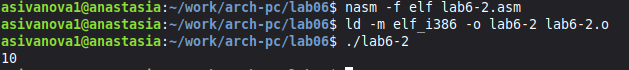 asivanova1@anastasia:~/work/arch-pc/lab06$ nasm -f elf lab6-2.asm
asivanova1@anastasia:~/work/arch-pc/lab06$ ld -m elf_i386 -o lab6-2 lab6-2.o
asivanova1@anastasia:~/work/arch-pc/lab06$ ./lab6-2
10